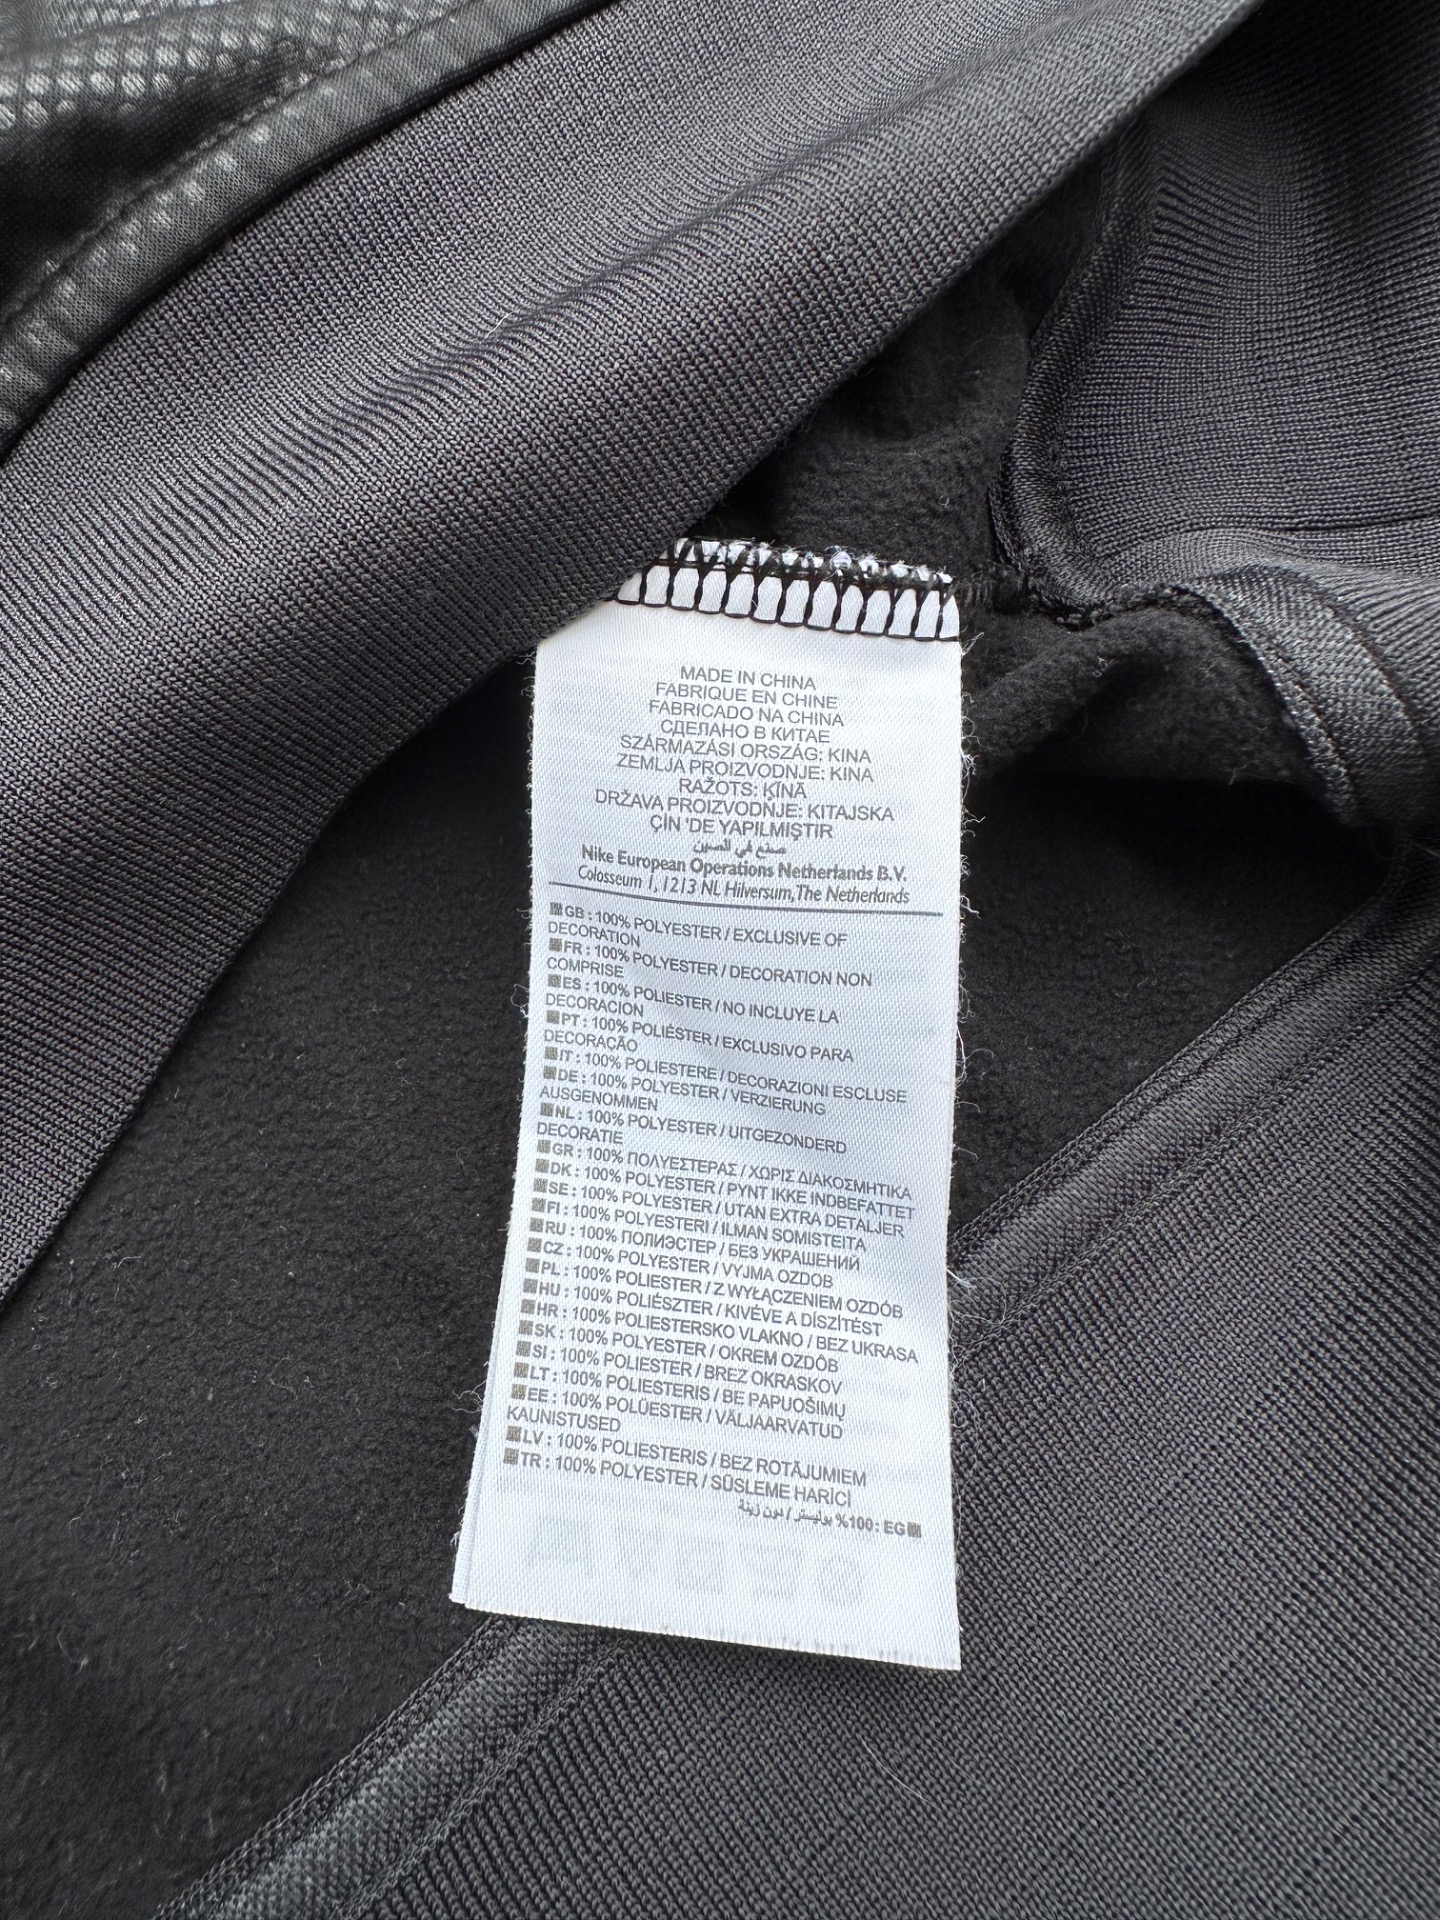 MADE IN CHINA
FABRIQUE EN CHINE
FABRICADO NA CHINA
СДЕЛАНО В КИТАЕ
SZÁRMAZÁSI ORSZÁG: KINA
ZEMLJA PROIZVODNJE: KINA
RAŽOTS: ĶĪNĀ
DRŽAVA PROIZVODNJE: KITAJSKA
ÇİN 'DE YAPILMIŞTIR
صنع في الصين
Nike European Operations Netherlands B.V.
Colosseum 1, 1213 NL Hilversum, The Netherlands
GB : 100% POLYESTER / EXCLUSIVE OF
DECORATION
FR : 100% POLYESTER / DECORATION NON
COMPRISE
ES : 100% POLIESTER / NO INCLUYE LA
DECORACION
PT : 100% POLIÉSTER / EXCLUSIVO PARA
DECORAÇÃO
IT : 100% POLIESTERE / DECORAZIONI ESCLUSE
DE : 100% POLYESTER / VERZIERUNG
AUSGENOMMEN
NL : 100% POLYESTER / UITGEZONDERD
DECORATIE
GR : 100% ΠΟΛΥΕΣΤΕΡΑΣ / ΧΩΡΙΣ ΔΙΑΚΟΣΜΗΤΙΚΑ
DK : 100% POLYESTER / PYNT IKKE INDBEFATTET
SE : 100% POLYESTER / UTAN EXTRA DETALJER
FI : 100% POLYESTERI / ILMAN SOMISTEITA
RU : 100% ПОЛИЭСТЕР / БЕЗ УКРАШЕНИЙ
CZ : 100% POLYESTER / VYJMA OZDOB
PL : 100% POLIESTER / Z WYŁĄCZENIEM OZDÓB
HU : 100% POLIÉSZTER / KIVÉVE A DÍSZÍTÉST
HR : 100% POLIESTERSKO VLAKNO / BEZ UKRASA
SK : 100% POLYESTER / OKREM OZDÔB
SI : 100% POLIESTER / BREZ OKRASKOV
LT : 100% POLIESTERIS / BE PAPUOŠIMŲ
EE : 100% POLÜESTER / VÄLJAARVATUD
KAUNISTUSED
LV : 100% POLIESTERIS / BEZ ROTĀJUMIEM
TR : 100% POLYESTER / SÜSLEME HARİCİ
EG : 100% بوليستر / بدون زينة